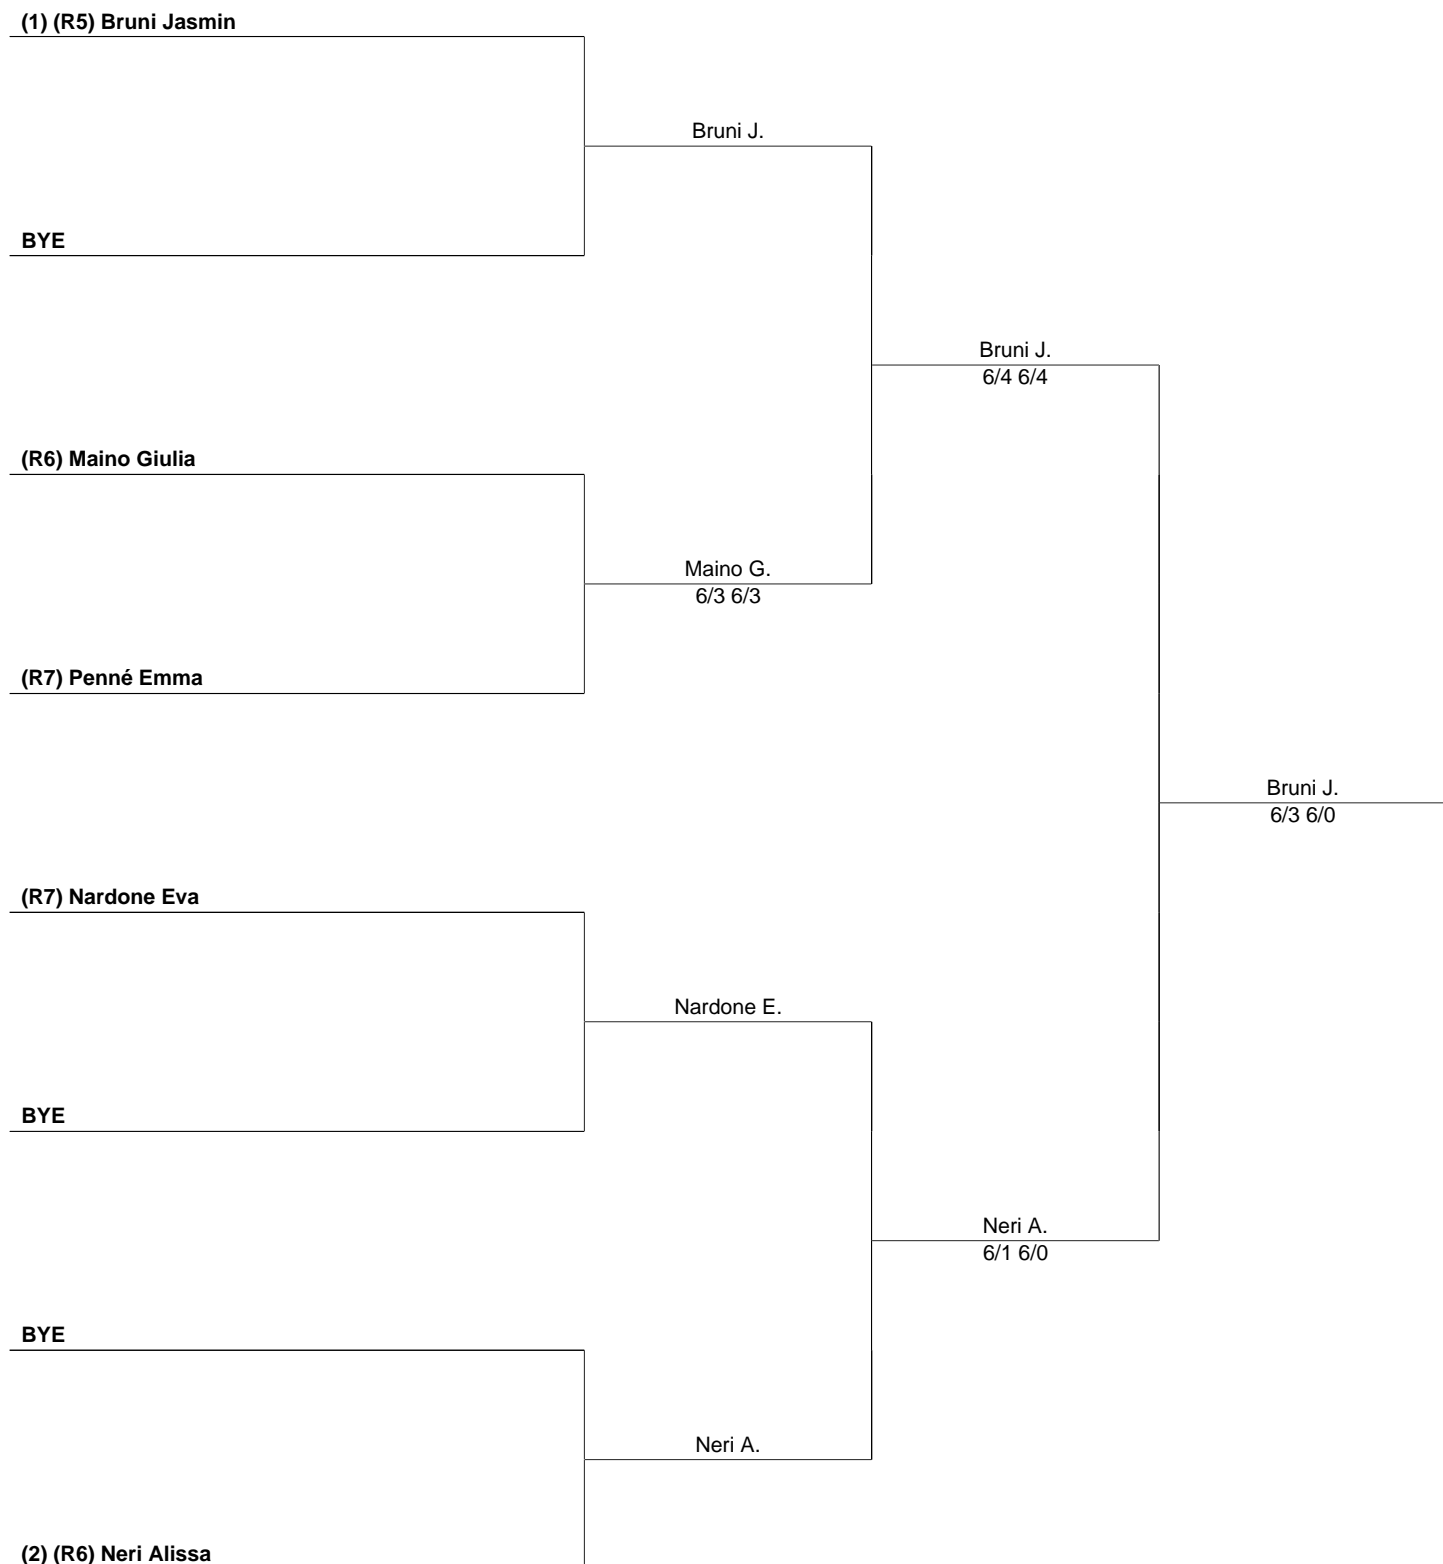 (1) (R5) Bruni Jasmin
Bruni J.
BYE
Bruni J.
6/4 6/4
(R6) Maino Giulia
Maino G.
6/3 6/3
(R7) Penné Emma
Bruni J.
6/3 6/0
(R7) Nardone Eva
Nardone E.
BYE
Neri A.
6/1 6/0
BYE
Neri A.
(2) (R6) Neri Alissa